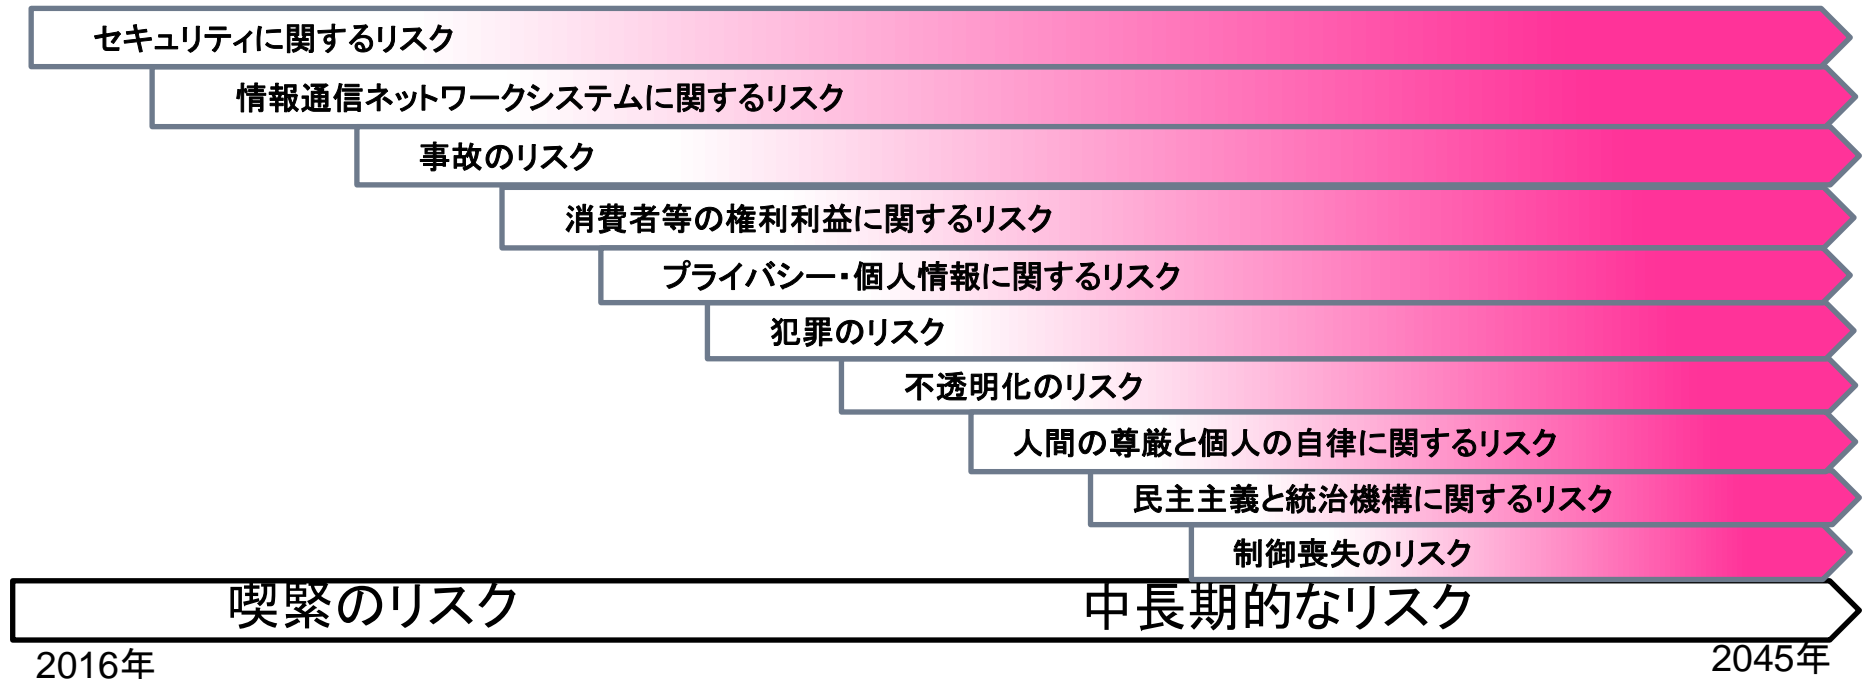 セキュリティに関するリスク
情報通信ネットワークシステムに関するリスク
事故のリスク
消費者等の権利利益に関するリスク
プライバシー・個人情報に関するリスク
犯罪のリスク
不透明化のリスク
人間の尊厳と個人の自律に関するリスク
民主主義と統治機構に関するリスク
制御喪失のリスク
喫緊のリスク 中長期的なリスク
2016年 2045年